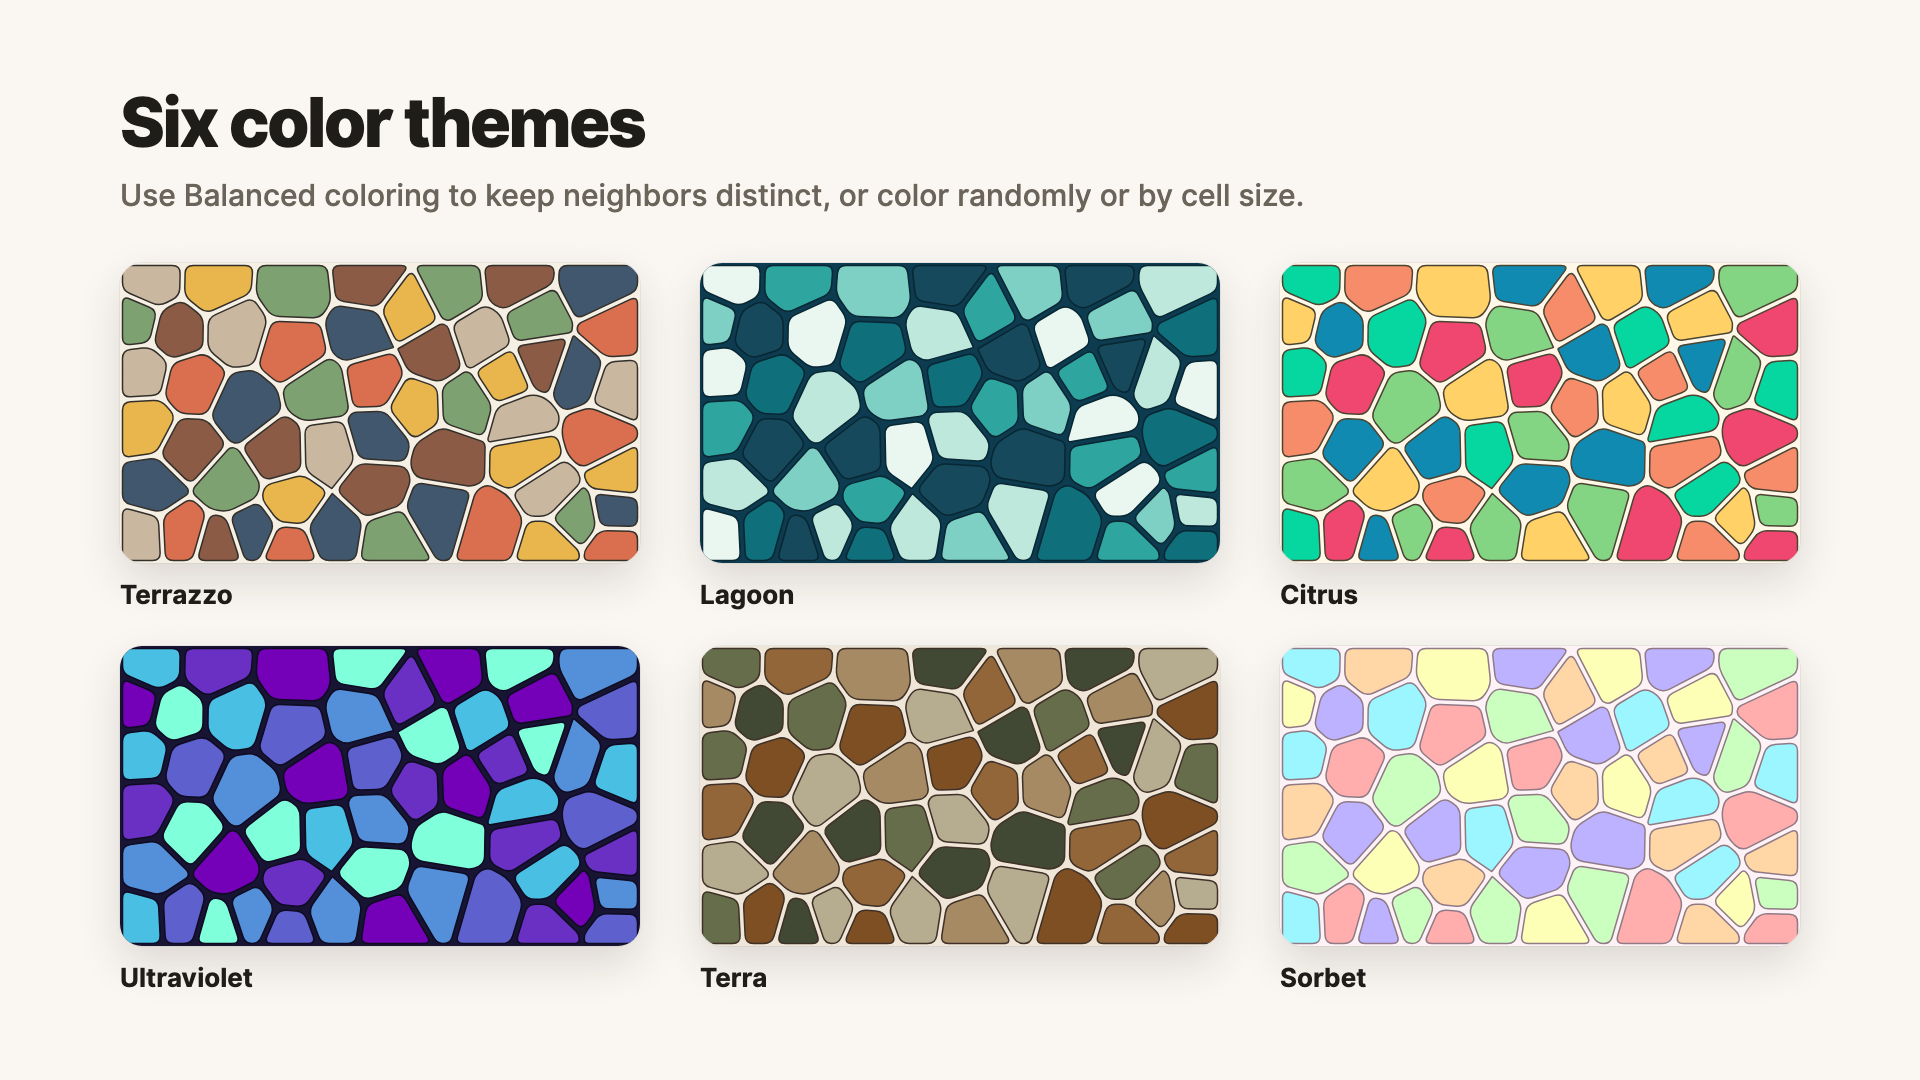 Six color themes
Use Balanced coloring to keep neighbors distinct, or color randomly or by cell size.
Terrazzo
Lagoon
Citrus
Ultraviolet
Terra
Sorbet